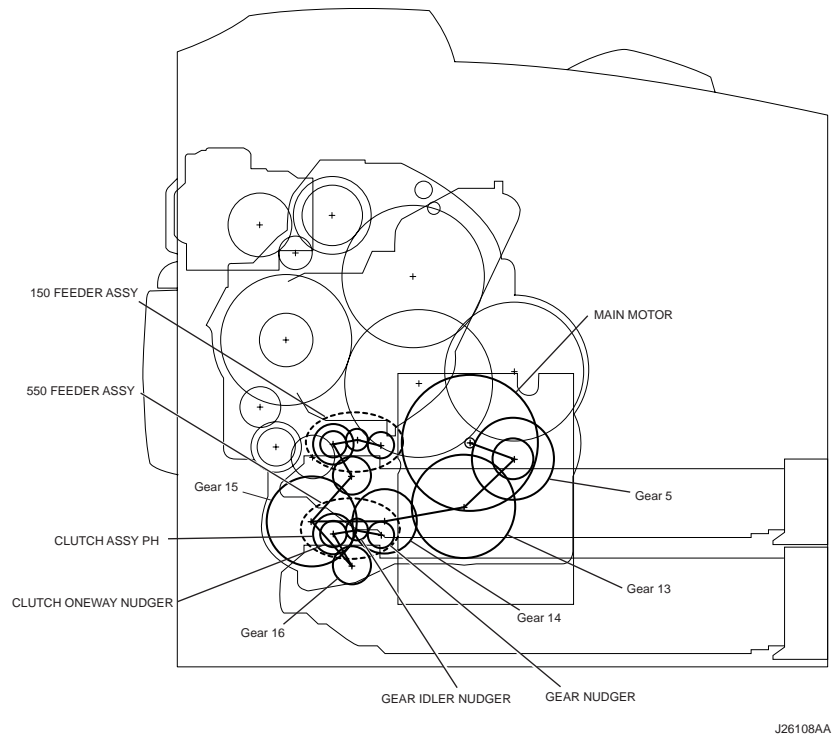 150 FEEDER ASSY
MAIN MOTOR
550 FEEDER ASSY
Gear 15
Gear 5
CLUTCH ASSY PH
Gear 13
CLUTCH ONEWAY NUDGER
Gear 14
Gear 16
GEAR IDLER NUDGER
GEAR NUDGER
J26108AA